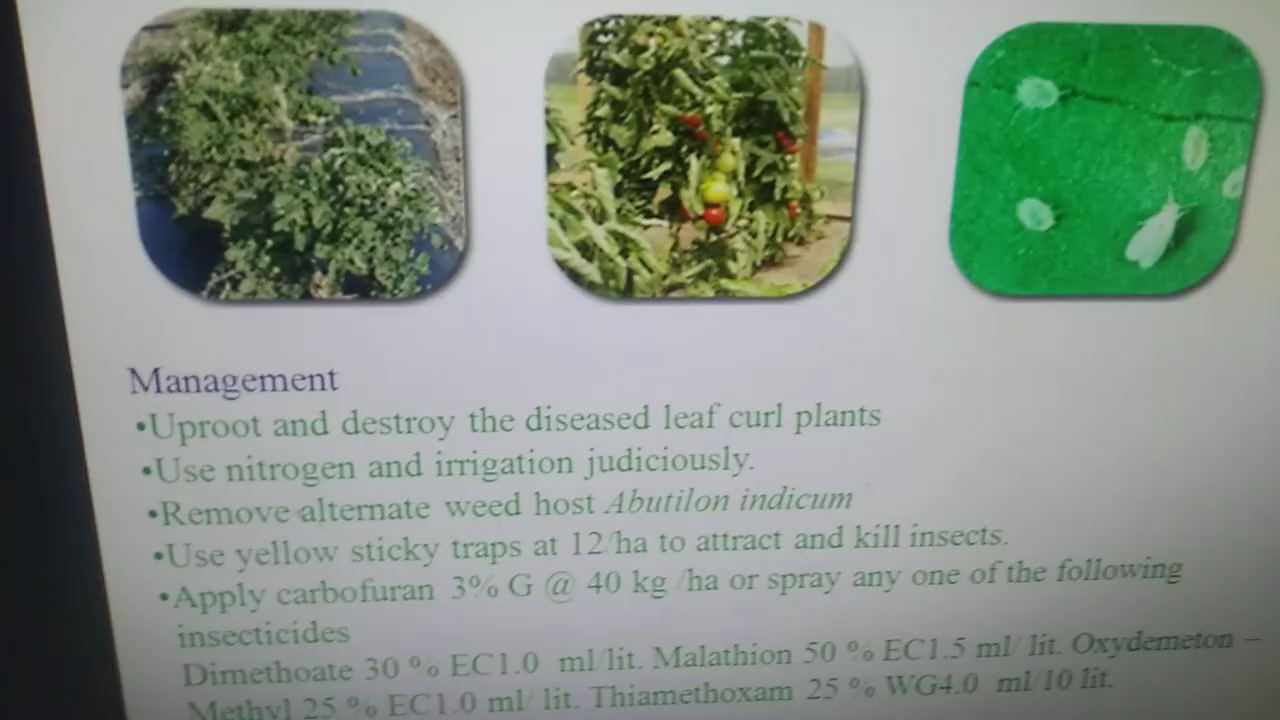 Management
•Uproot and destroy the diseased leaf curl plants
•Use nitrogen and irrigation judiciously.
•Remove alternate weed host Abutilon indicum
•Use yellow sticky traps at 12/ha to attract and kill insects.
•Apply carbofuran 3% G @ 40 kg /ha or spray any one of the following
insecticides
Dimethoate 30 % EC1.0 ml/lit. Malathion 50 % EC1.5 ml/ lit. Oxydemeton –
Methyl 25 % EC1.0 ml/ lit. Thiamethoxam 25 % WG4.0 ml/10 lit.